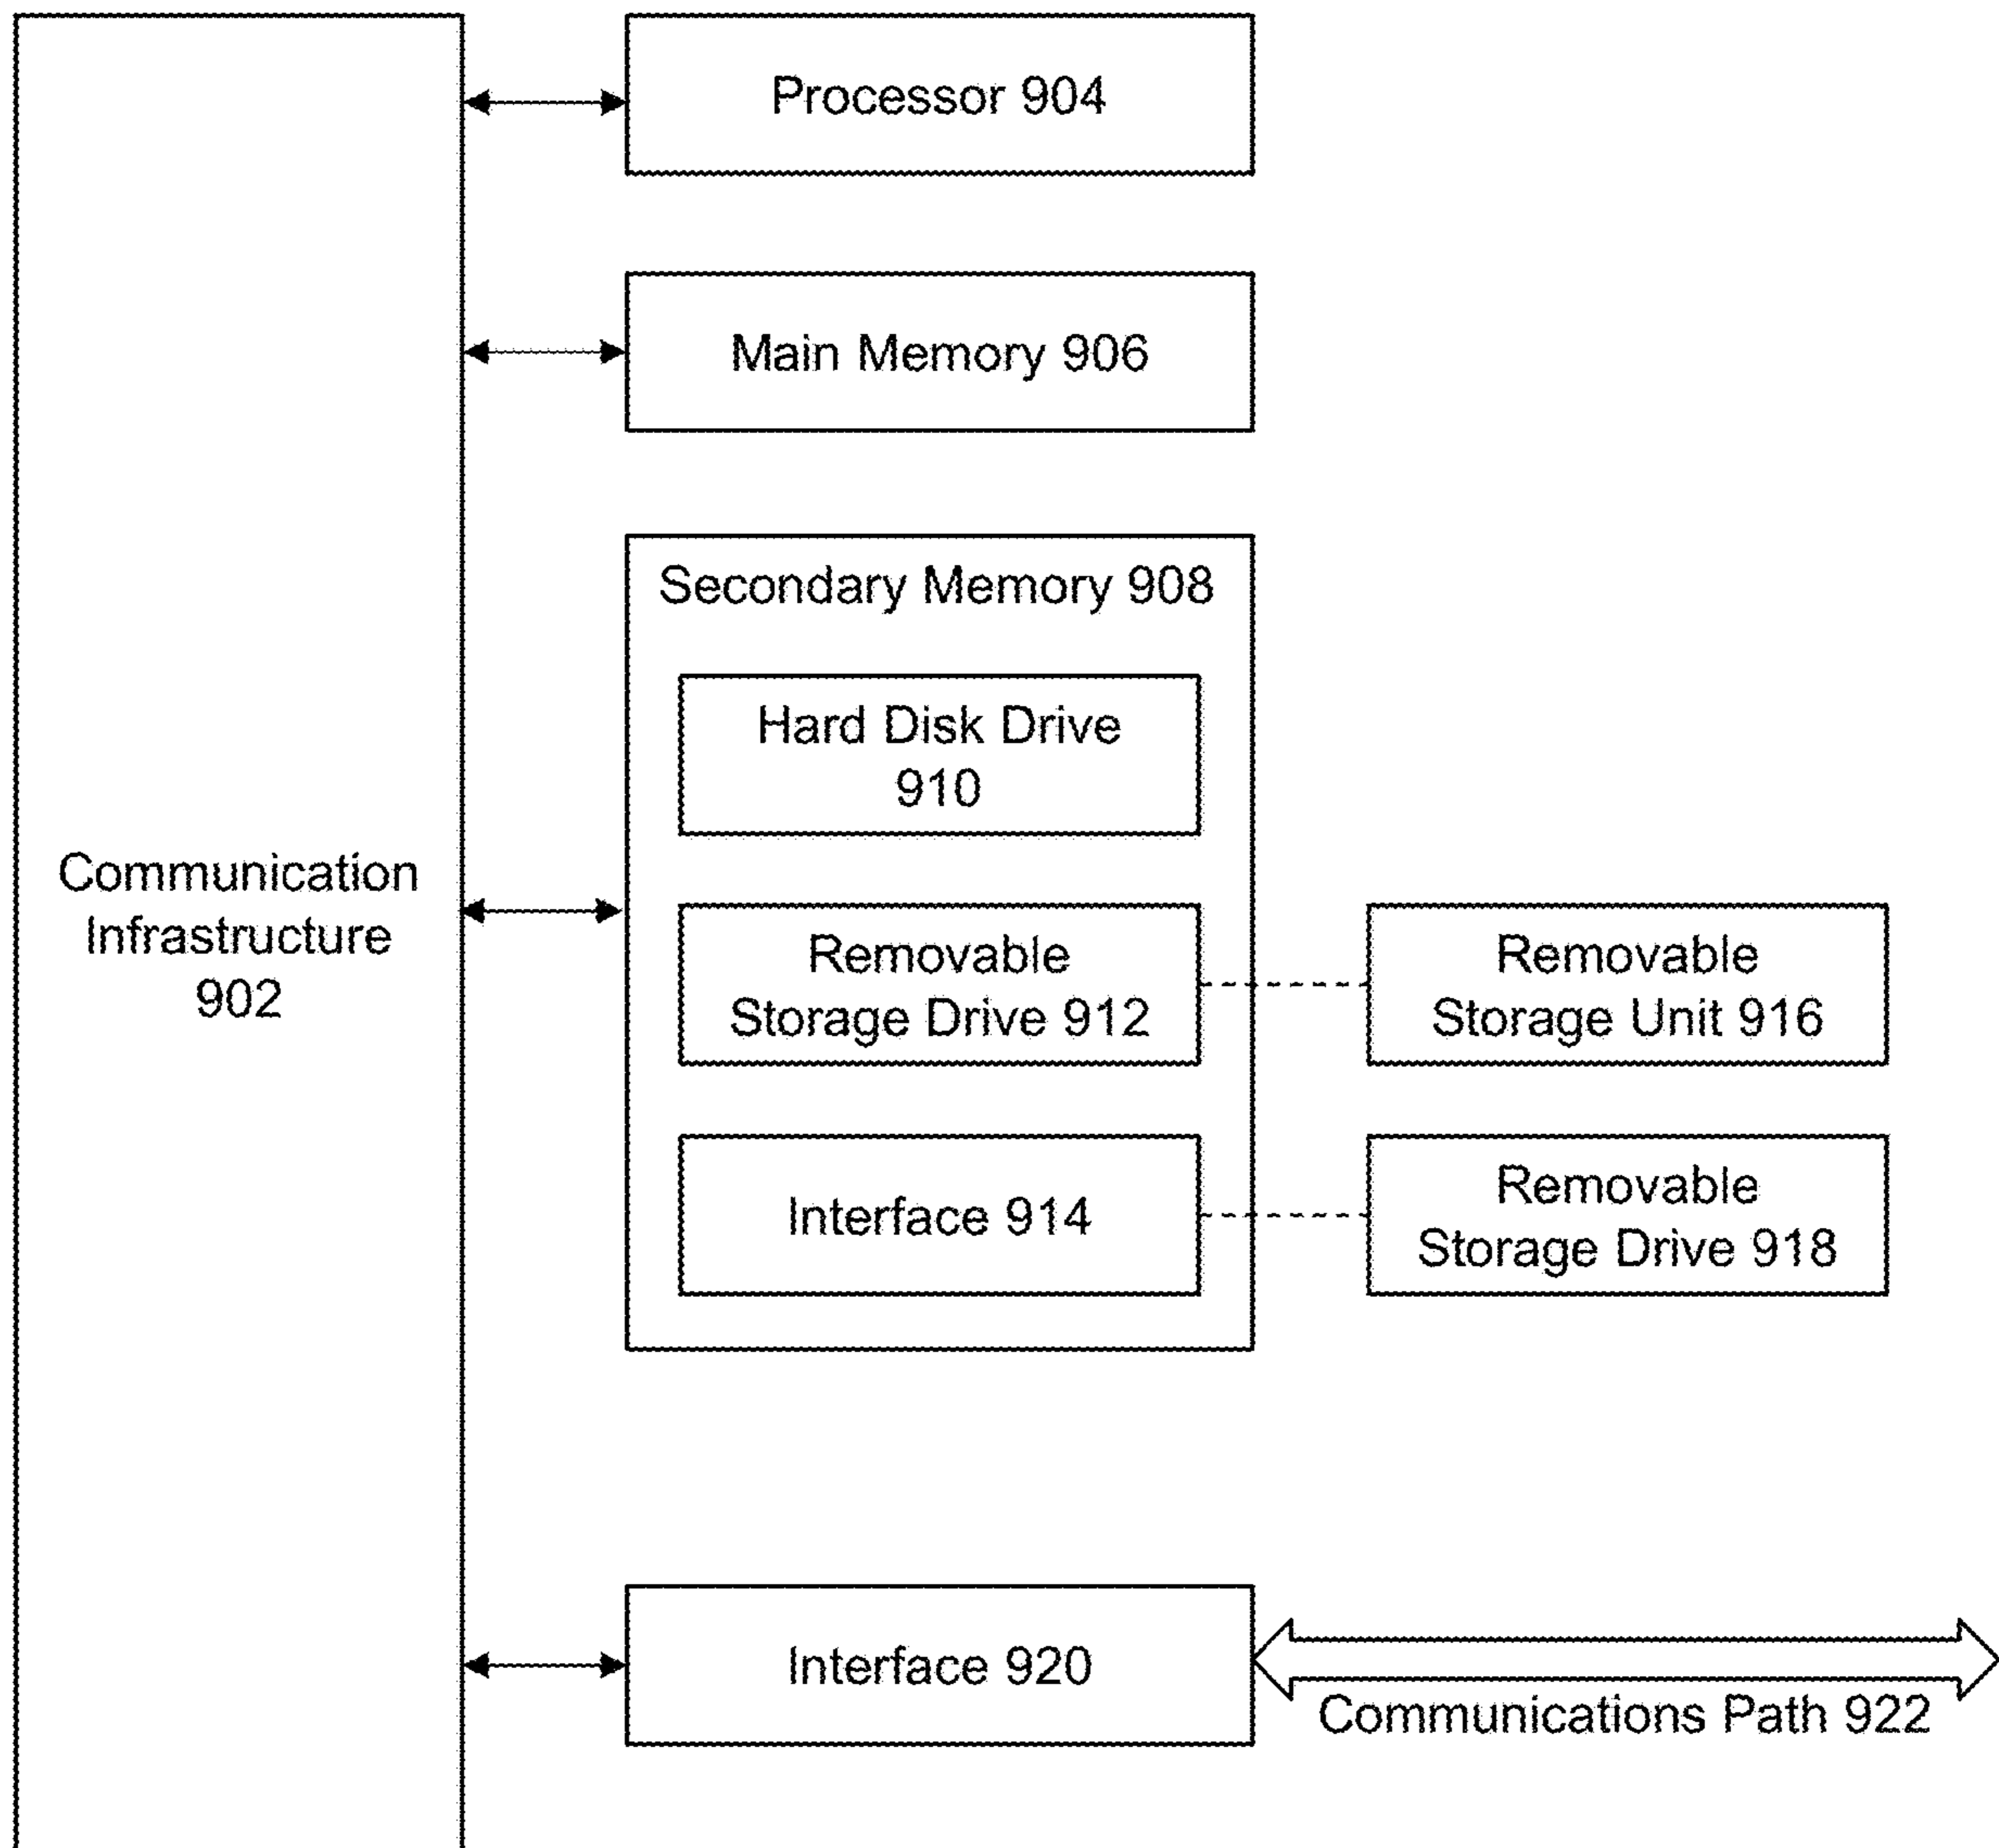 Processor 904
Main Memory 906
Secondary Memory 908
Hard Disk Drive
910
Communication
Infrastructure
902
Removable
Storage Drive 912
Removable
Storage Unit 916
Interface 914
Removable
Storage Drive 918
Interface 920
Communications Path 922